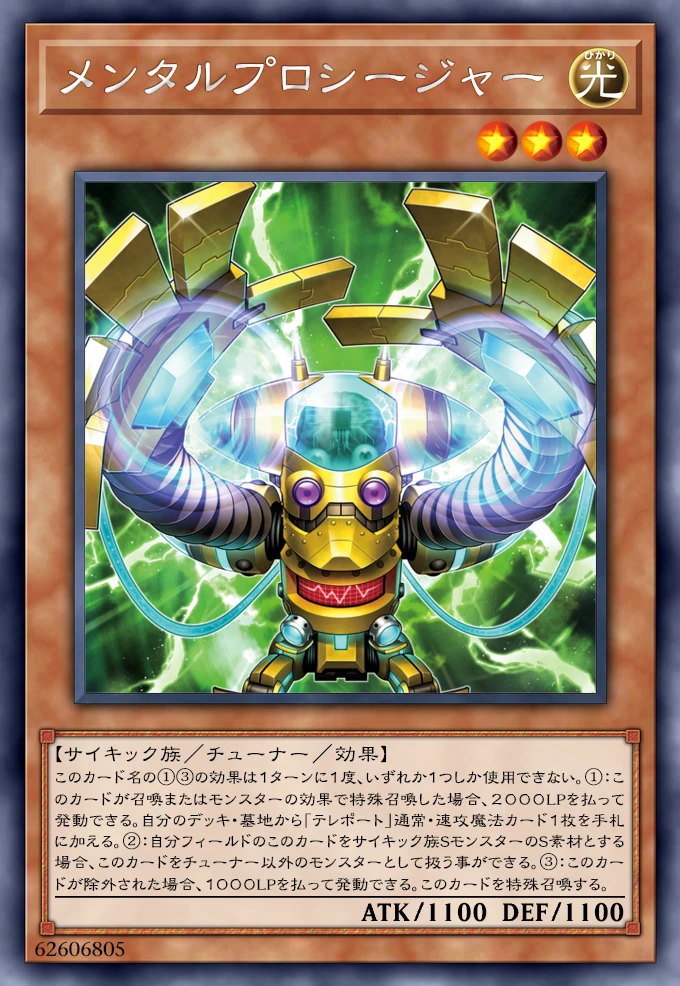 メンタルプロシージャー
ひかり
光
【サイキック族／チューナー／効果】
このカード名の①③の効果は1ターンに1度、いずれか1つしか使用できない。①：こ
のカードが召喚またはモンスターの効果で特殊召喚した場合、2000LPを払って
発動できる。自分のデッキ・墓地から「テレポート」通常・速攻魔法カード1枚を手札
に加える。②：自分フィールドのこのカードをサイキック族SモンスターのS素材とする
場合、このカードをチューナー以外のモンスターとして扱う事ができる。③：このカー
ドが除外された場合、1000LPを払って発動できる。このカードを特殊召喚する。
ATK/1100 DEF/1100
62606805